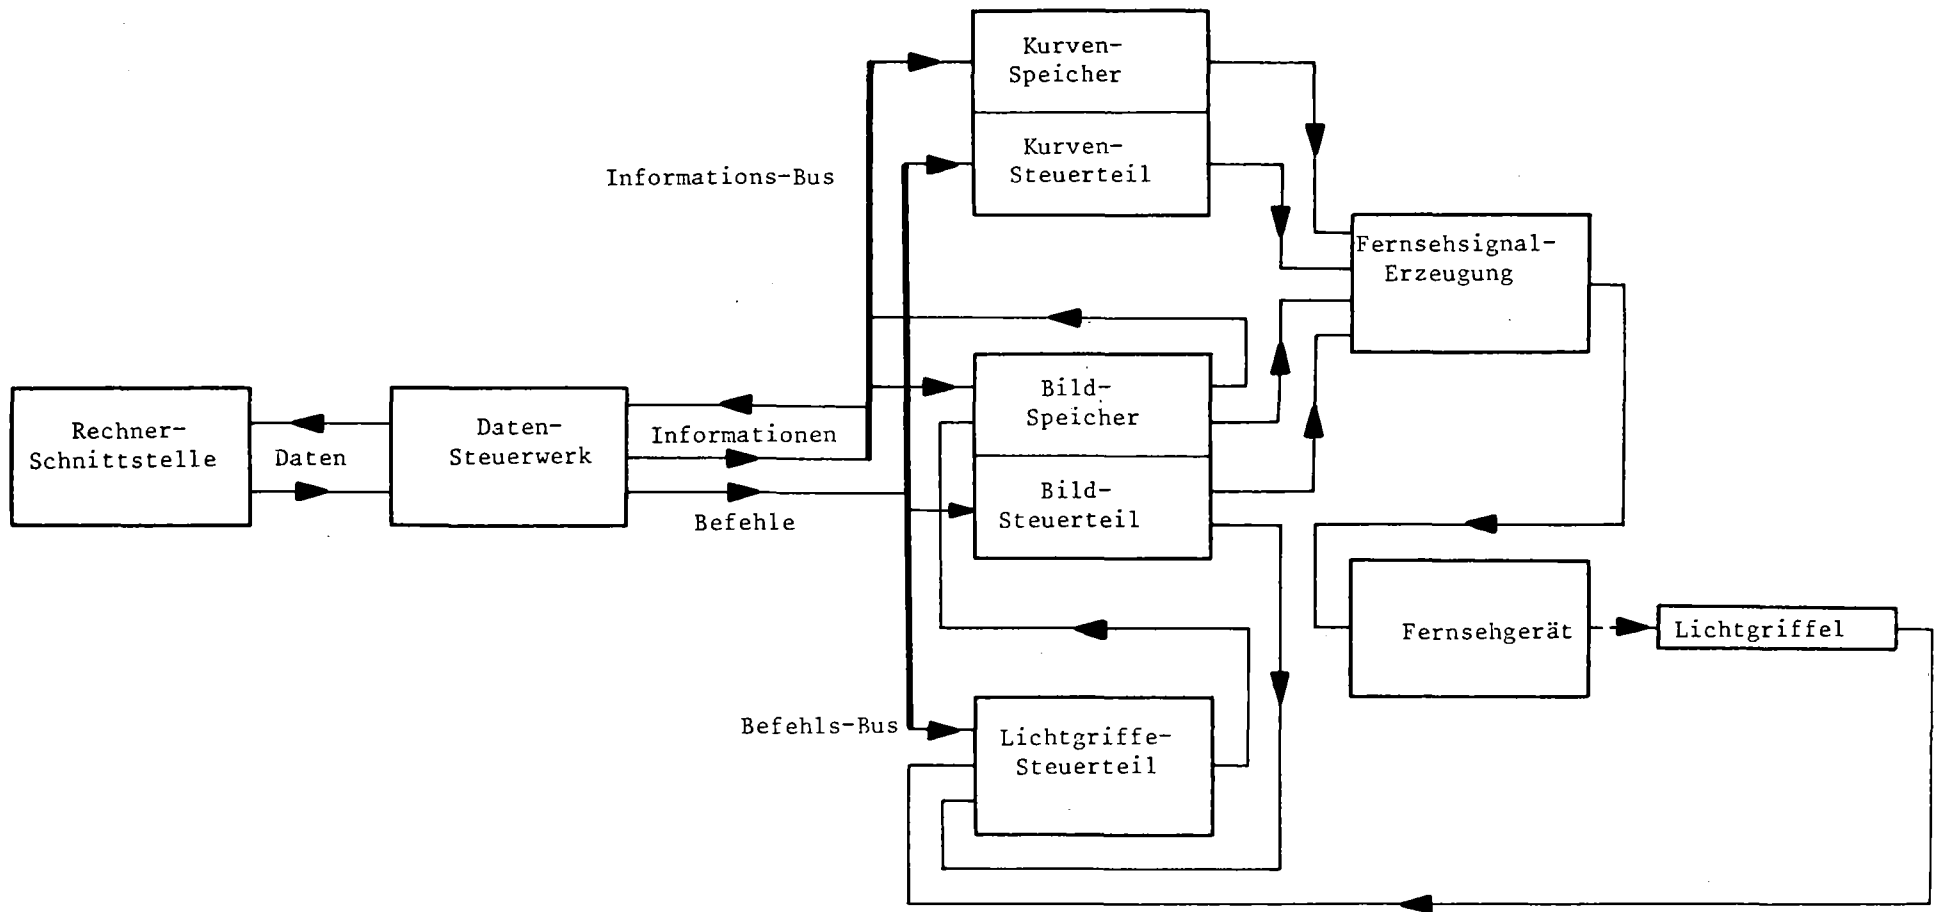 Kurven-
Speicher
Kurven-
Steuerteil
Informations-Bus
Fernsehsignal-
Erzeugung
Rechner-
Schnittstelle
Daten
Daten-
Steuerwerk
Informationen
Befehle
Bild-
Speicher
Bild-
Steuerteil
Fernsehgerät
Lichtgriffel
Befehls-Bus
Lichtgriffe-
Steuerteil